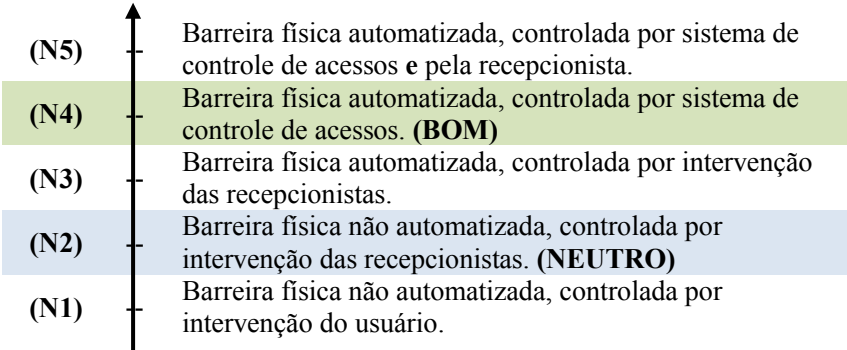 (N5) Barreira física automatizada, controlada por sistema de
controle de acessos e pela recepcionista.
(N4) Barreira física automatizada, controlada por sistema de
controle de acessos. (BOM)
(N3) Barreira física automatizada, controlada por intervenção
das recepcionistas.
(N2) Barreira física não automatizada, controlada por
intervenção das recepcionistas. (NEUTRO)
(N1) Barreira física não automatizada, controlada por
intervenção do usuário.